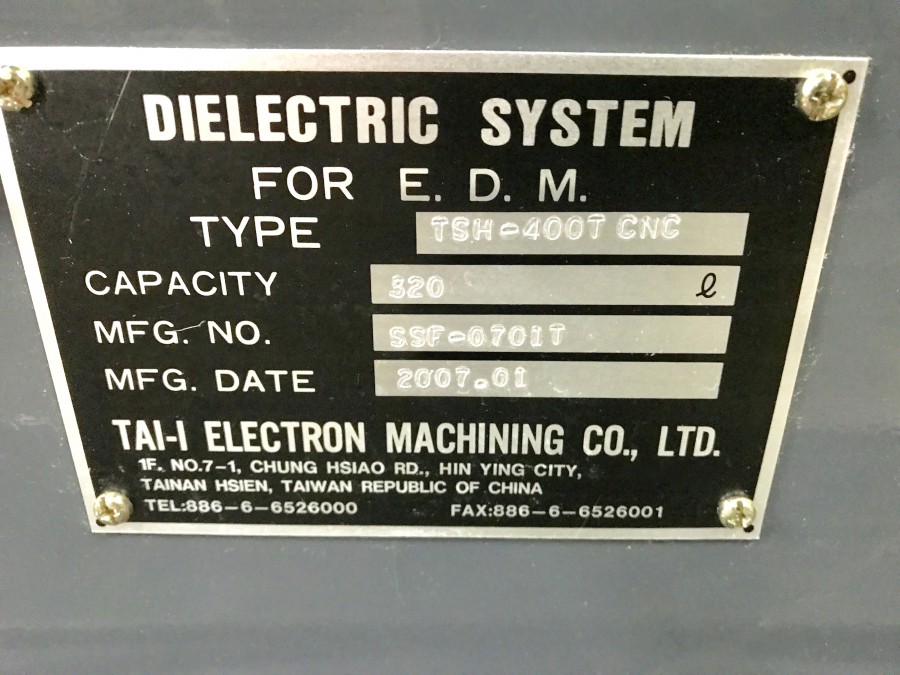 DIELECTRIC SYSTEM
FOR E. D. M.
TYPE TSH-400T CNC
CAPACITY 320 ℓ
MFG. NO. SSF-0701T
MFG. DATE 2007.01
TAI-I ELECTRON MACHINING CO., LTD.
1F. NO.7-1, CHUNG HSIAO RD., HIN YING CITY,
TAINAN HSIEN, TAIWAN REPUBLIC OF CHINA
TEL:886-6-6526000 FAX:886-6-6526001